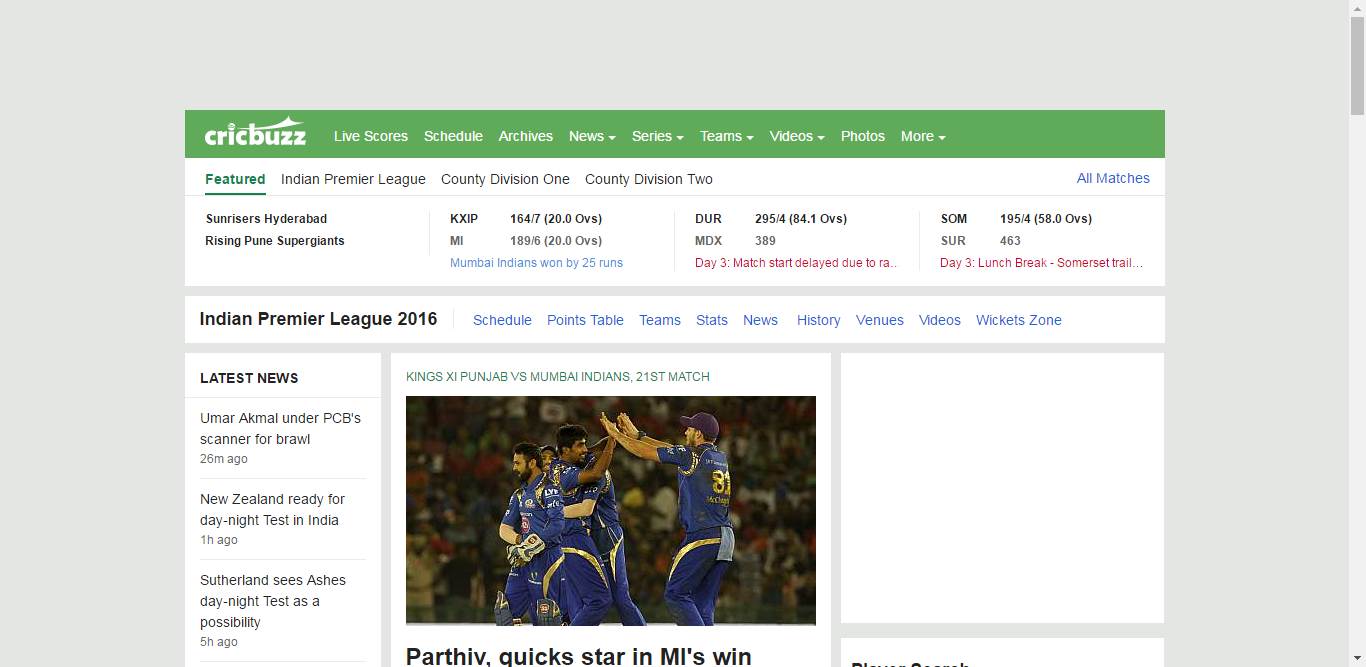 cricbuzz
Live Scores Schedule Archives News Series Teams Videos Photos More
Featured Indian Premier League County Division One County Division Two All Matches
Sunrisers Hyderabad
Rising Pune Supergiants
KXIP 164/7 (20.0 Ovs)
MI 189/6 (20.0 Ovs)
Mumbai Indians won by 25 runs
DUR 295/4 (84.1 Ovs)
MDX 389
Day 3: Match start delayed due to ra...
SOM 195/4 (58.0 Ovs)
SUR 463
Day 3: Lunch Break - Somerset trail...
Indian Premier League 2016 Schedule Points Table Teams Stats News History Venues Videos Wickets Zone
LATEST NEWS
Umar Akmal under PCB's
scanner for brawl
26m ago
New Zealand ready for
day-night Test in India
1h ago
Sutherland sees Ashes
day-night Test as a
possibility
5h ago
KINGS XI PUNJAB VS MUMBAI INDIANS, 21ST MATCH
81
Parthiv, quicks star in MI's win
Player Search